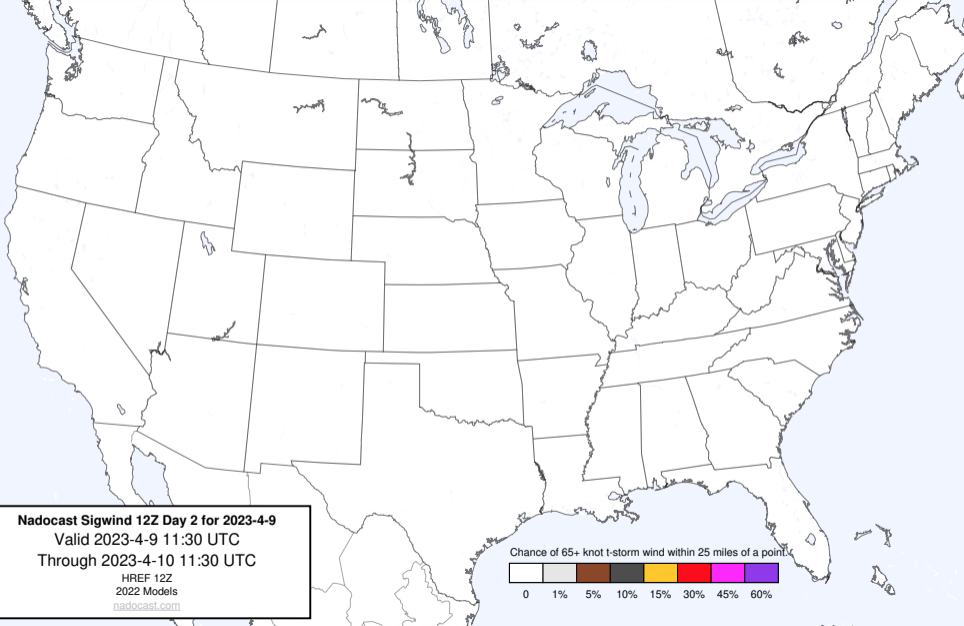 Nadocast Sigwind 12Z Day 2 for 2023-4-9
Valid 2023-4-9 11:30 UTC
Through 2023-4-10 11:30 UTC
HREF 12Z
2022 Models
nadocast.com
Chance of 65+ knot t-storm wind within 25 miles of a point.
0 1% 5% 10% 15% 30% 45% 60%